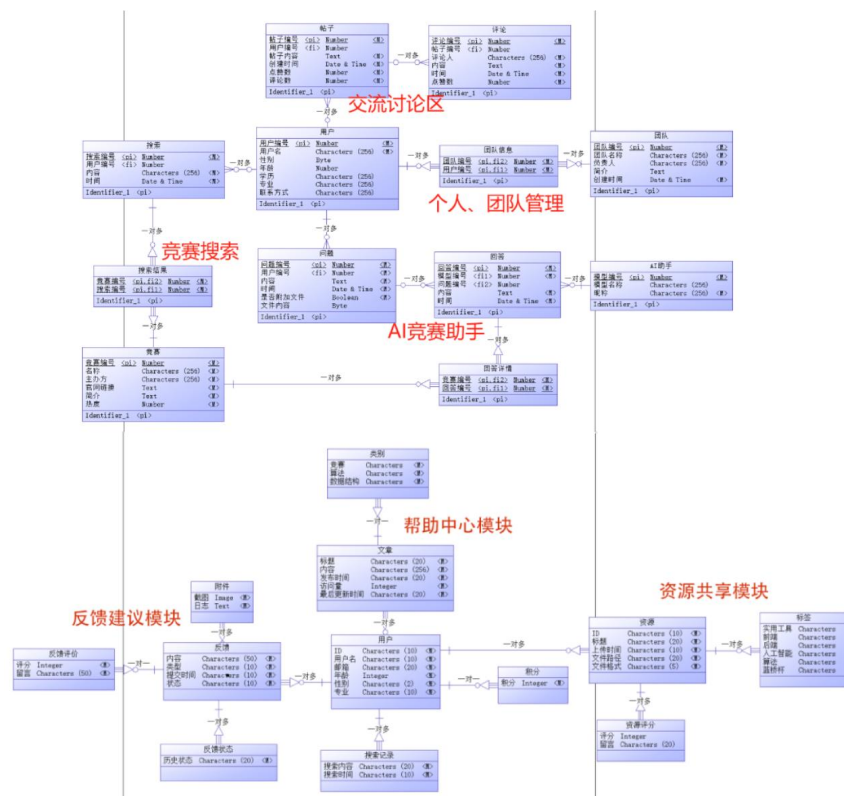 帖子
帖子编号 <pi> Number <M>
用户编号 <fi> Number
帖子内容 Text <M>
创建时间 Date & Time <M>
点赞数 Number <M>
评论数 Number <M>
Identifier_1 <pi>
一对多
评论
评论编号 <pi> Number <M>
帖子编号 <fi> Number
评论人 Characters (256) <M>
内容 Text <M>
时间 Date & Time <M>
点赞数 Number <M>
Identifier_1 <pi>
交流讨论区
一对多
搜索
搜索编号 <pi> Number <M>
用户编号 <fi> Number
内容 Characters (256) <M>
时间 Date & Time <M>
Identifier_1 <pi>
一对多
用户
用户编号 <pi> Number <M>
用户名 Characters (256) <M>
性别 Byte
年龄 Number
学历 Characters (256)
专业 Characters (256)
联系方式 Characters (256)
Identifier_1 <pi>
一对多
团队信息
团队编号 <pi,fi2> Number <M>
用户编号 <pi,fi1> Number <M>
Identifier_1 <pi>
一对多
团队
团队编号 <pi> Number <M>
团队名称 Characters (256) <M>
负责人 Characters (256) <M>
简介 Text
创建时间 Date & Time <M>
Identifier_1 <pi>
个人、团队管理
一对多
一对多
竞赛搜索
搜索结果
竞赛编号 <pi,fi2> Number <M>
搜索编号 <pi,fi1> Number <M>
Identifier_1 <pi>
问题
问题编号 <pi> Number <M>
用户编号 <fi> Number
内容 Text <M>
时间 Date & Time <M>
是否附加文件 Boolean <M>
文件内容 Byte
Identifier_1 <pi>
一对多
回答
回答编号 <pi> Number <M>
模型编号 <fi1> Number
问题编号 <fi2> Number
内容 Text <M>
时间 Date & Time <M>
Identifier_1 <pi>
一对多
AI助手
模型编号 <pi> Number <M>
模型名称 Characters (256)
昵称 Characters (256) <M>
Identifier_1 <pi>
AI竞赛助手
一对多
一对多
竞赛
竞赛编号 <pi> Number <M>
名称 Characters (256) <M>
主办方 Characters (256) <M>
官网链接 Text <M>
简介 Text <M>
热度 Number <M>
Identifier_1 <pi>
一对多
回答详情
竞赛编号 <pi,fi2> Number <M>
回答编号 <pi,fi1> Number <M>
Identifier_1 <pi>
类别
竞赛 Characters <M>
算法 Characters <M>
数据结构 Characters <M>
一对一
帮助中心模块
文章
标题 Characters (20) <M>
内容 Characters (256) <M>
发布时间 Characters (20) <M>
访问量 Integer <M>
最后更新时间 Characters (20) <M>
一对多
附件
截图 Image <M>
日志 Text <M>
一对多
反馈建议模块
资源共享模块
反馈评价
评分 Integer <M>
留言 Characters (50) <M>
一对一
反馈
内容 Characters (50) <M>
类型 Characters (10) <M>
提交时间 Characters (10) <M>
状态 Characters (10) <M>
一对多
用户
ID Characters (10) <M>
用户名 Characters (10) <M>
邮箱 Characters (20) <M>
年龄 Integer <M>
性别 Characters (2) <M>
专业 Characters (10) <M>
一对多
资源
ID Characters (10) <M>
标题 Characters (20) <M>
上传时间 Characters (10) <M>
文件路径 Characters (20) <M>
文件格式 Characters (5) <M>
一对多
标签
实用工具 Characters
前端 Characters
后端 Characters
人工智能 Characters
算法 Characters
蓝桥杯 Characters
一对一
积分
积分 Integer <M>
一对多
反馈状态
历史状态 Characters (20) <M>
一对多
搜索记录
搜索内容 Characters (20) <M>
搜索时间 Characters (10) <M>
一对多
资源评分
评分 Integer
留言 Characters (20)